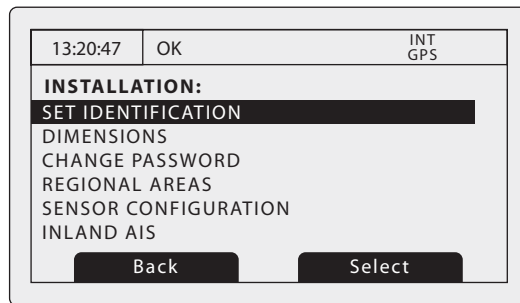 13:20:47 OK INT
GPS
INSTALLATION:
SET IDENTIFICATION
DIMENSIONS
CHANGE PASSWORD
REGIONAL AREAS
SENSOR CONFIGURATION
INLAND AIS
Back Select